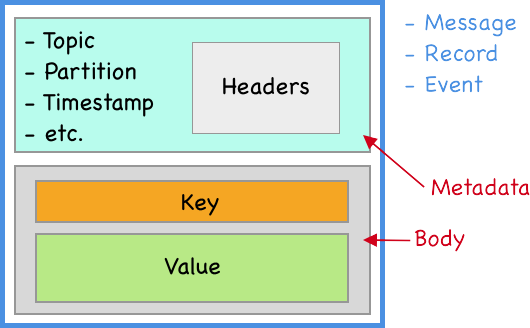 - Topic
- Partition
- Timestamp
- etc.
Headers
- Message
- Record
- Event
Metadata
Key
Value
Body